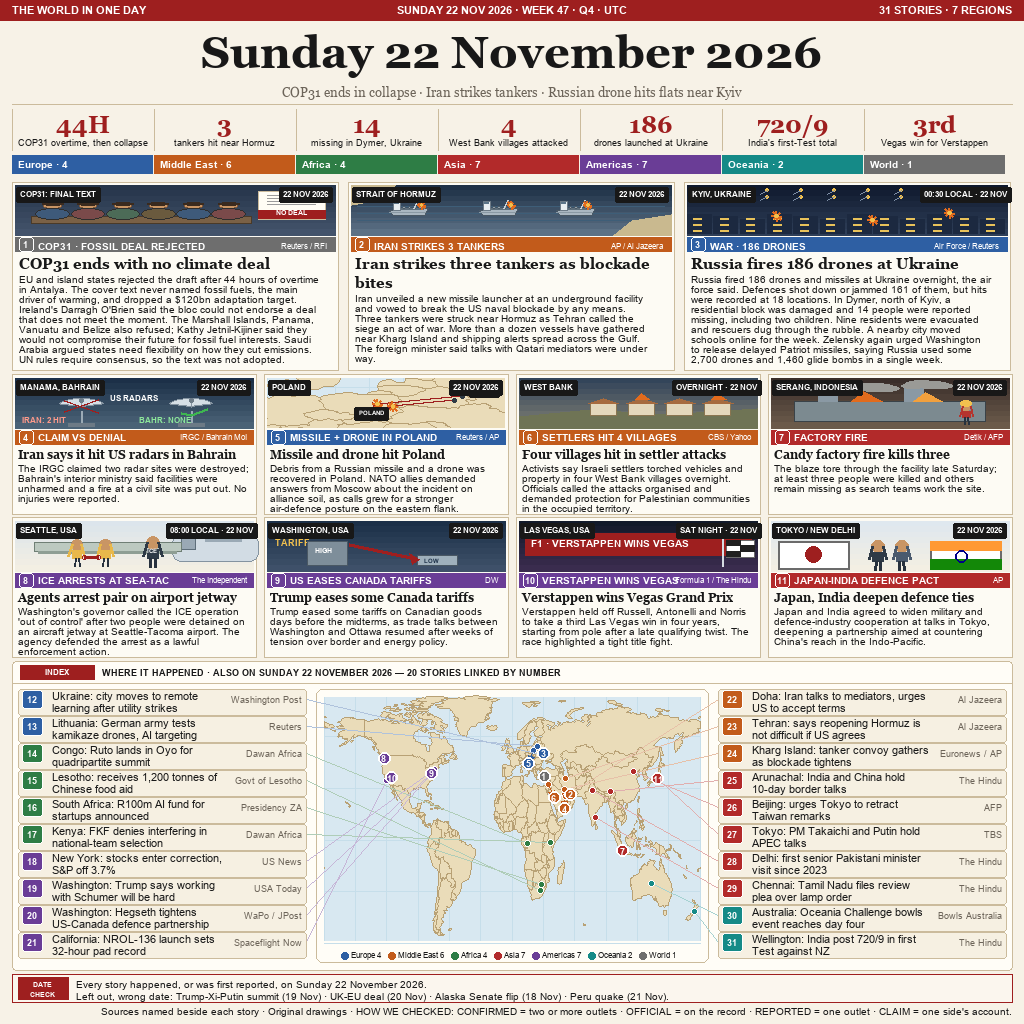 THE WORLD IN ONE DAY
SUNDAY 22 NOV 2026 · WEEK 47 · Q4 · UTC
31 STORIES · 7 REGIONS
Sunday 22 November 2026
COP31 ends in collapse · Iran strikes tankers · Russian drone hits flats near Kyiv
44H
COP31 overtime, then collapse
3
tankers hit near Hormuz
14
missing in Dymer, Ukraine
4
West Bank villages attacked
186
drones launched at Ukraine
720/9
India's first-Test total
3rd
Vegas win for Verstappen
Europe · 4
Middle East · 6
Africa · 4
Asia · 7
Americas · 7
Oceania · 2
World · 1
COP31: FINAL TEXT
22 NOV 2026
NO DEAL
1 COP31 · FOSSIL DEAL REJECTED
Reuters / RFI
COP31 ends with no climate deal
EU and island states rejected the draft after 44 hours of overtime
in Antalya. The cover text never named fossil fuels, the main
driver of warming, and dropped a $120bn adaptation target.
Ireland's Darragh O'Brien said the bloc could not endorse a deal
that does not meet the moment. The Marshall Islands, Panama,
Vanuatu and Belize also refused; Kathy Jetnil-Kijiner said they
would not compromise their future for fossil fuel interests. Saudi
Arabia argued states need flexibility on how they cut emissions.
UN rules require consensus, so the text was not adopted.
STRAIT OF HORMUZ
22 NOV 2026
2 IRAN STRIKES 3 TANKERS
AP / Al Jazeera
Iran strikes three tankers as blockade
bites
Iran unveiled a new missile launcher at an underground facility
and vowed to break the US naval blockade by any means.
Three tankers were struck near Hormuz as Tehran called the
siege an act of war. More than a dozen vessels have gathered
near Kharg Island and shipping alerts spread across the Gulf.
The foreign minister said talks with Qatari mediators were under
way.
KYIV, UKRAINE
00:30 LOCAL · 22 NOV
3 WAR · 186 DRONES
Air Force / Reuters
Russia fires 186 drones at Ukraine
Russia fired 186 drones and missiles at Ukraine overnight, the air
force said. Defences shot down or jammed 161 of them, but hits
were recorded at 18 locations. In Dymer, north of Kyiv, a
residential block was damaged and 14 people were reported
missing, including two children. Nine residents were evacuated
and rescuers dug through the rubble. A nearby city moved
schools online for the week. Zelensky again urged Washington
to release delayed Patriot missiles, saying Russia used some
2,700 drones and 1,460 glide bombs in a single week.
MANAMA, BAHRAIN
22 NOV 2026
US RADARS
IRAN: 2 HIT
BAHR: NONE
4 CLAIM VS DENIAL
IRGC / Bahrain MoI
Iran says it hit US radars in Bahrain
The IRGC claimed two radar sites were destroyed;
Bahrain's interior ministry said facilities were
unharmed and a fire at a civil site was put out. No
injuries were reported.
POLAND
22 NOV 2026
POLAND
5 MISSILE + DRONE IN POLAND
Reuters / AP
Missile and drone hit Poland
Debris from a Russian missile and a drone was
recovered in Poland. NATO allies demanded
answers from Moscow about the incident on
alliance soil, as calls grew for a stronger
air-defence posture on the eastern flank.
WEST BANK
OVERNIGHT · 22 NOV
6 SETTLERS HIT 4 VILLAGES
CBS / Yahoo
Four villages hit in settler attacks
Activists say Israeli settlers torched vehicles and
property in four West Bank villages overnight.
Officials called the attacks organised and
demanded protection for Palestinian communities
in the occupied territory.
SERANG, INDONESIA
22 NOV 2026
7 FACTORY FIRE
Detik / AFP
Candy factory fire kills three
The blaze tore through the facility late Saturday;
at least three people were killed and others
remain missing as search teams work the site.
SEATTLE, USA
08:00 LOCAL · 22 NOV
8 ICE ARRESTS AT SEA-TAC
The Independent
Agents arrest pair on airport jetway
Washington's governor called the ICE operation
'out of control' after two people were detained on
an aircraft jetway at Seattle-Tacoma airport. The
agency defended the arrest as a lawful
enforcement action.
WASHINGTON, USA
22 NOV 2026
TARIFF
HIGH
LOW
9 US EASES CANADA TARIFFS
DW
Trump eases some Canada tariffs
Trump eased some tariffs on Canadian goods
days before the midterms, as trade talks between
Washington and Ottawa resumed after weeks of
tension over border and energy policy.
LAS VEGAS, USA
SAT NIGHT · 22 NOV
F1 · VERSTAPPEN WINS VEGAS
10 VERSTAPPEN WINS VEGAS
Formula 1 / The Hindu
Verstappen wins Vegas Grand Prix
Verstappen held off Russell, Antonelli and Norris
to take a third Las Vegas win in four years,
starting from pole after a late qualifying twist. The
race highlighted a tight title fight.
TOKYO / NEW DELHI
22 NOV 2026
11 JAPAN-INDIA DEFENCE PACT
AP
Japan, India deepen defence ties
Japan and India agreed to widen military and
defence-industry cooperation at talks in Tokyo,
deepening a partnership aimed at countering
China's reach in the Indo-Pacific.
INDEX
WHERE IT HAPPENED · ALSO ON SUNDAY 22 NOVEMBER 2026 — 20 STORIES LINKED BY NUMBER
12 Ukraine: city moves to remote
learning after utility strikes
Washington Post
13 Lithuania: German army tests
kamikaze drones, AI targeting
Reuters
14 Congo: Ruto lands in Oyo for
quadripartite summit
Dawan Africa
15 Lesotho: receives 1,200 tonnes of
Chinese food aid
Govt of Lesotho
16 South Africa: R100m AI fund for
startups announced
Presidency ZA
17 Kenya: FKF denies interfering in
national-team selection
Dawan Africa
18 New York: stocks enter correction,
S&P off 3.7%
US News
19 Washington: Trump says working
with Schumer will be hard
USA Today
20 Washington: Hegseth tightens
US-Canada defence partnership
WaPo / JPost
21 California: NROL-136 launch sets
32-hour pad record
Spaceflight Now
8
10
9
3
5
1
6
2
4
11
7
Europe 4
Middle East 6
Africa 4
Asia 7
Americas 7
Oceania 2
World 1
22 Doha: Iran talks to mediators, urges
US to accept terms
Al Jazeera
23 Tehran: says reopening Hormuz is
not difficult if US agrees
Al Jazeera
24 Kharg Island: tanker convoy gathers
as blockade tightens
Euronews / AP
25 Arunachal: India and China hold
10-day border talks
The Hindu
26 Beijing: urges Tokyo to retract
Taiwan remarks
AFP
27 Tokyo: PM Takaichi and Putin hold
APEC talks
TBS
28 Delhi: first senior Pakistani minister
visit since 2023
The Hindu
29 Chennai: Tamil Nadu files review
plea over lamp order
The Hindu
30 Australia: Oceania Challenge bowls
event reaches day four
Bowls Australia
31 Wellington: India post 720/9 in first
Test against NZ
The Hindu
DATE
CHECK
Every story happened, or was first reported, on Sunday 22 November 2026.
Left out, wrong date: Trump-Xi-Putin summit (19 Nov) · UK-EU deal (20 Nov) · Alaska Senate flip (18 Nov) · Peru quake (21 Nov).
Sources named beside each story · Original drawings · HOW WE CHECKED: CONFIRMED = two or more outlets · OFFICIAL = on the record · REPORTED = one outlet · CLAIM = one side's account.